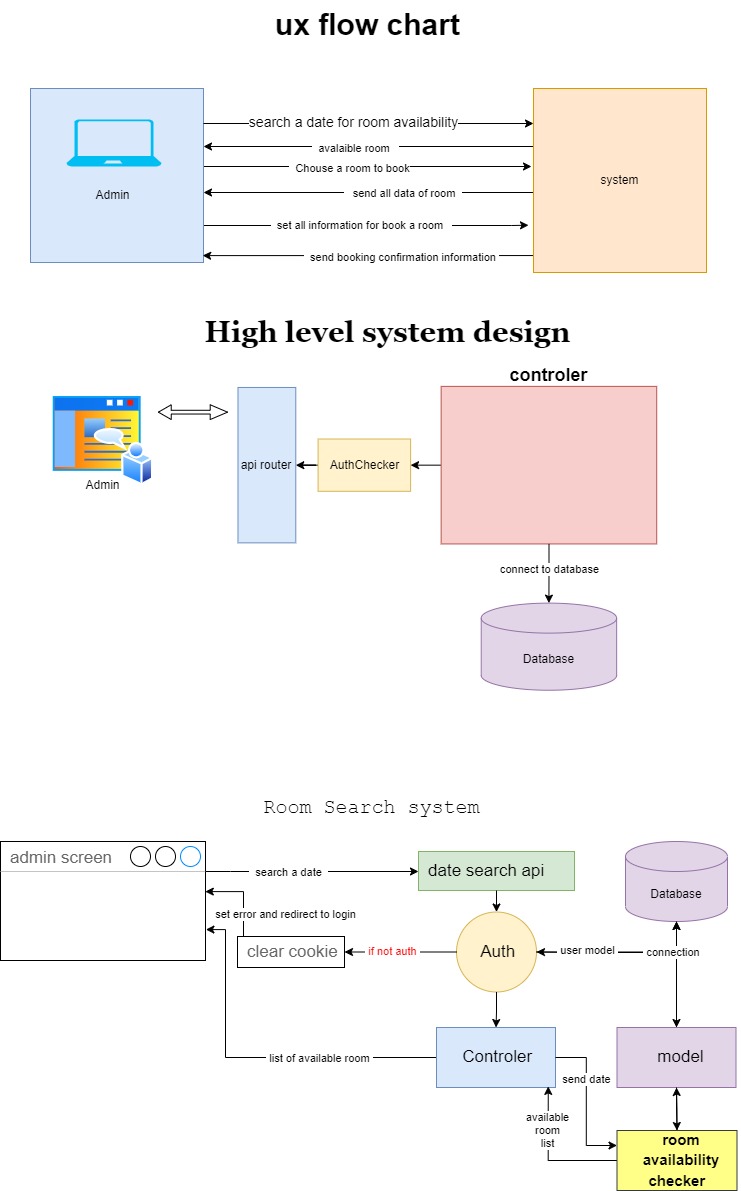 ux flow chart
search a date for room availability
avalaible room
Choose a room to book
send all data of room
set all information for book a room
send booking confirmation information
Admin
system
High level system design
controler
api router
AuthChecker
Admin
connect to database
Database
Room Search system
admin screen
search a date
date search api
Database
set error and redirect to login
clear cookie
if not auth
Auth
user model
connection
list of available room
Controler
send date
model
available
room
list
room
availability
checker